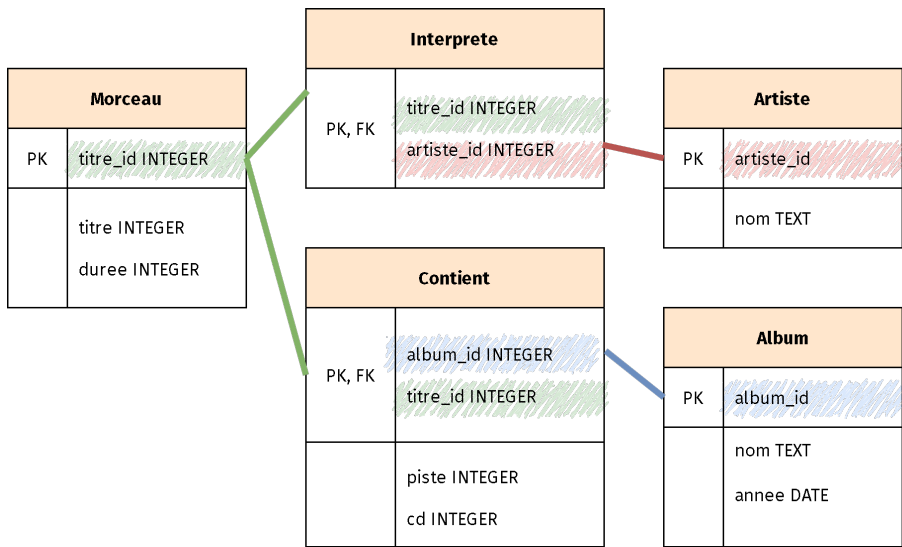 Morceau
PK
titre_id INTEGER
titre INTEGER
duree INTEGER
Interprete
PK, FK
titre_id INTEGER
artiste_id INTEGER
Artiste
PK
artiste_id
nom TEXT
Contient
PK, FK
album_id INTEGER
titre_id INTEGER
piste INTEGER
cd INTEGER
Album
PK
album_id
nom TEXT
annee DATE